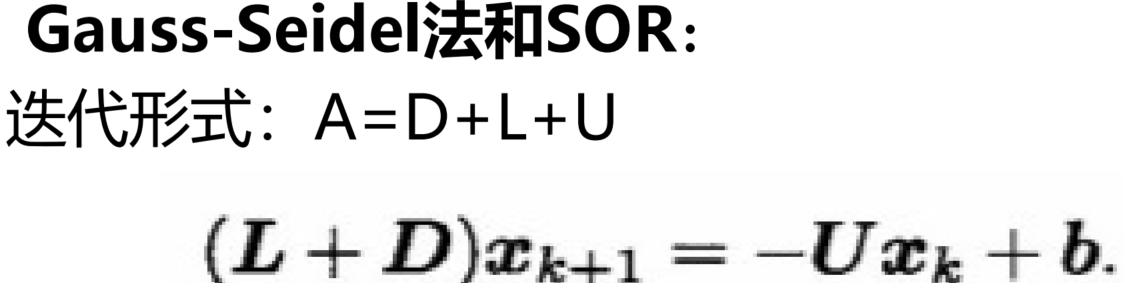 Gauss-Seidel法和SOR：
迭代形式：A=D+L+U
(L + D)x_{k+1} = −Ux_k + b.